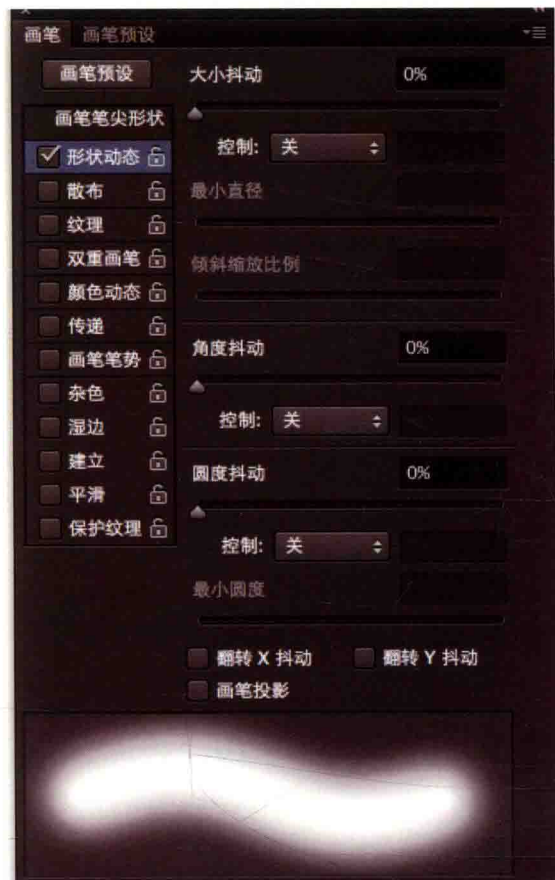 画笔 画笔预设
画笔预设
画笔笔尖形状
形状动态
散布
纹理
双重画笔
颜色动态
传递
画笔笔势
杂色
湿边
建立
平滑
保护纹理
大小抖动 0%
控制: 关
最小直径
倾斜缩放比例
角度抖动 0%
控制: 关
圆度抖动 0%
控制: 关
最小圆度
翻转 X 抖动 翻转 Y 抖动
画笔投影